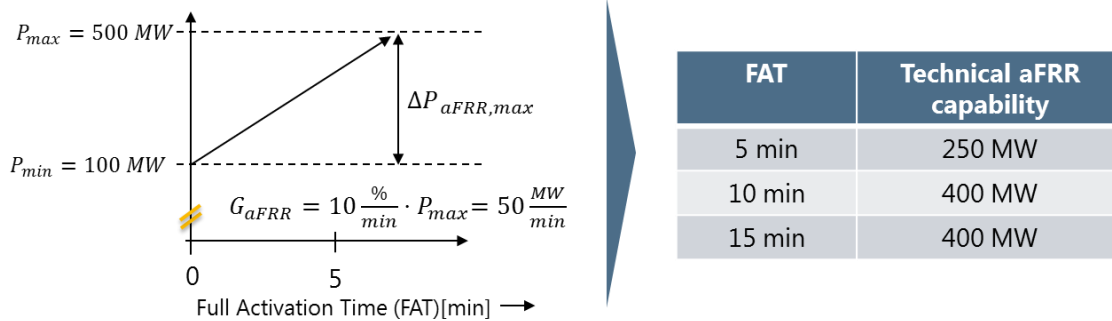 P_max = 500 MW
ΔP_aFRR,max
P_min = 100 MW
G_aFRR = 10 %/min · P_max = 50 MW/min
0 5
Full Activation Time (FAT)[min] →
FAT Technical aFRR capability
5 min 250 MW
10 min 400 MW
15 min 400 MW